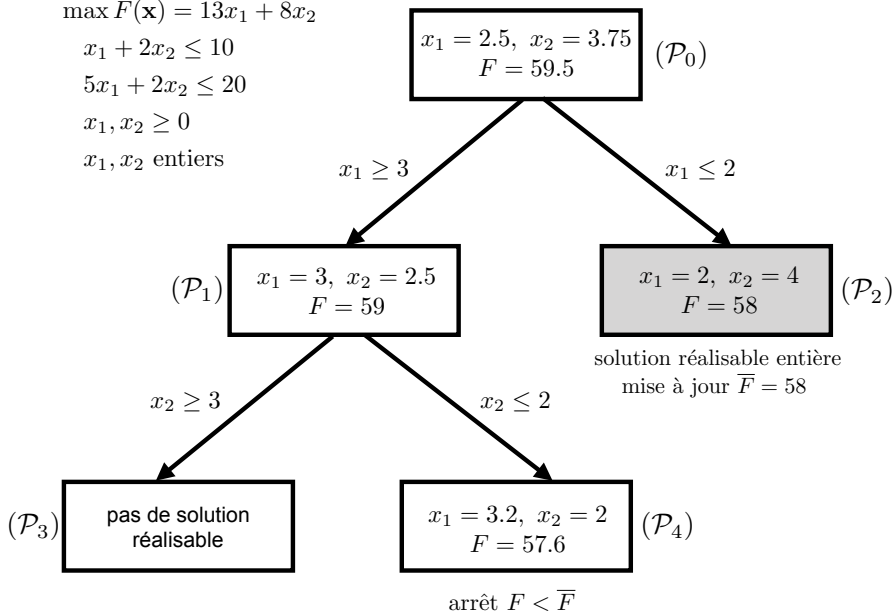 max F(x) = 13x₁ + 8x₂
x₁ + 2x₂ ≤ 10
5x₁ + 2x₂ ≤ 20
x₁, x₂ ≥ 0
x₁, x₂ entiers
x₁ = 2.5, x₂ = 3.75
F = 59.5
(𝒫₀)
x₁ ≥ 3
x₁ ≤ 2
(𝒫₁)
x₁ = 3, x₂ = 2.5
F = 59
x₁ = 2, x₂ = 4
F = 58
(𝒫₂)
solution réalisable entière
mise à jour F̅ = 58
x₂ ≥ 3
x₂ ≤ 2
(𝒫₃)
pas de solution
réalisable
x₁ = 3.2, x₂ = 2
F = 57.6
(𝒫₄)
arrêt F < F̅